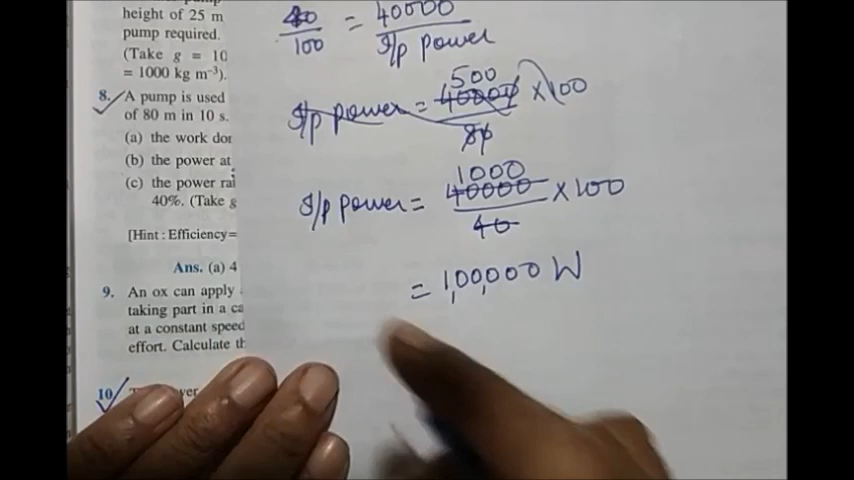 height of 25 m
pump required.
(Take g = 10
= 1000 kg m⁻³).
8. A pump is used
of 80 m in 10 s.
(a) the work dor
(b) the power at
(c) the power rai
40%. (Take g
[Hint : Efficiency=
Ans. (a) 4
9. An ox can apply
taking part in a ca
at a constant speed
effort. Calculate th
10
40/100 = 40000/I/p power
500
I/p power = 40000/80 × 100
1000
I/p power = 40000/40 × 100
= 1,00,000 W